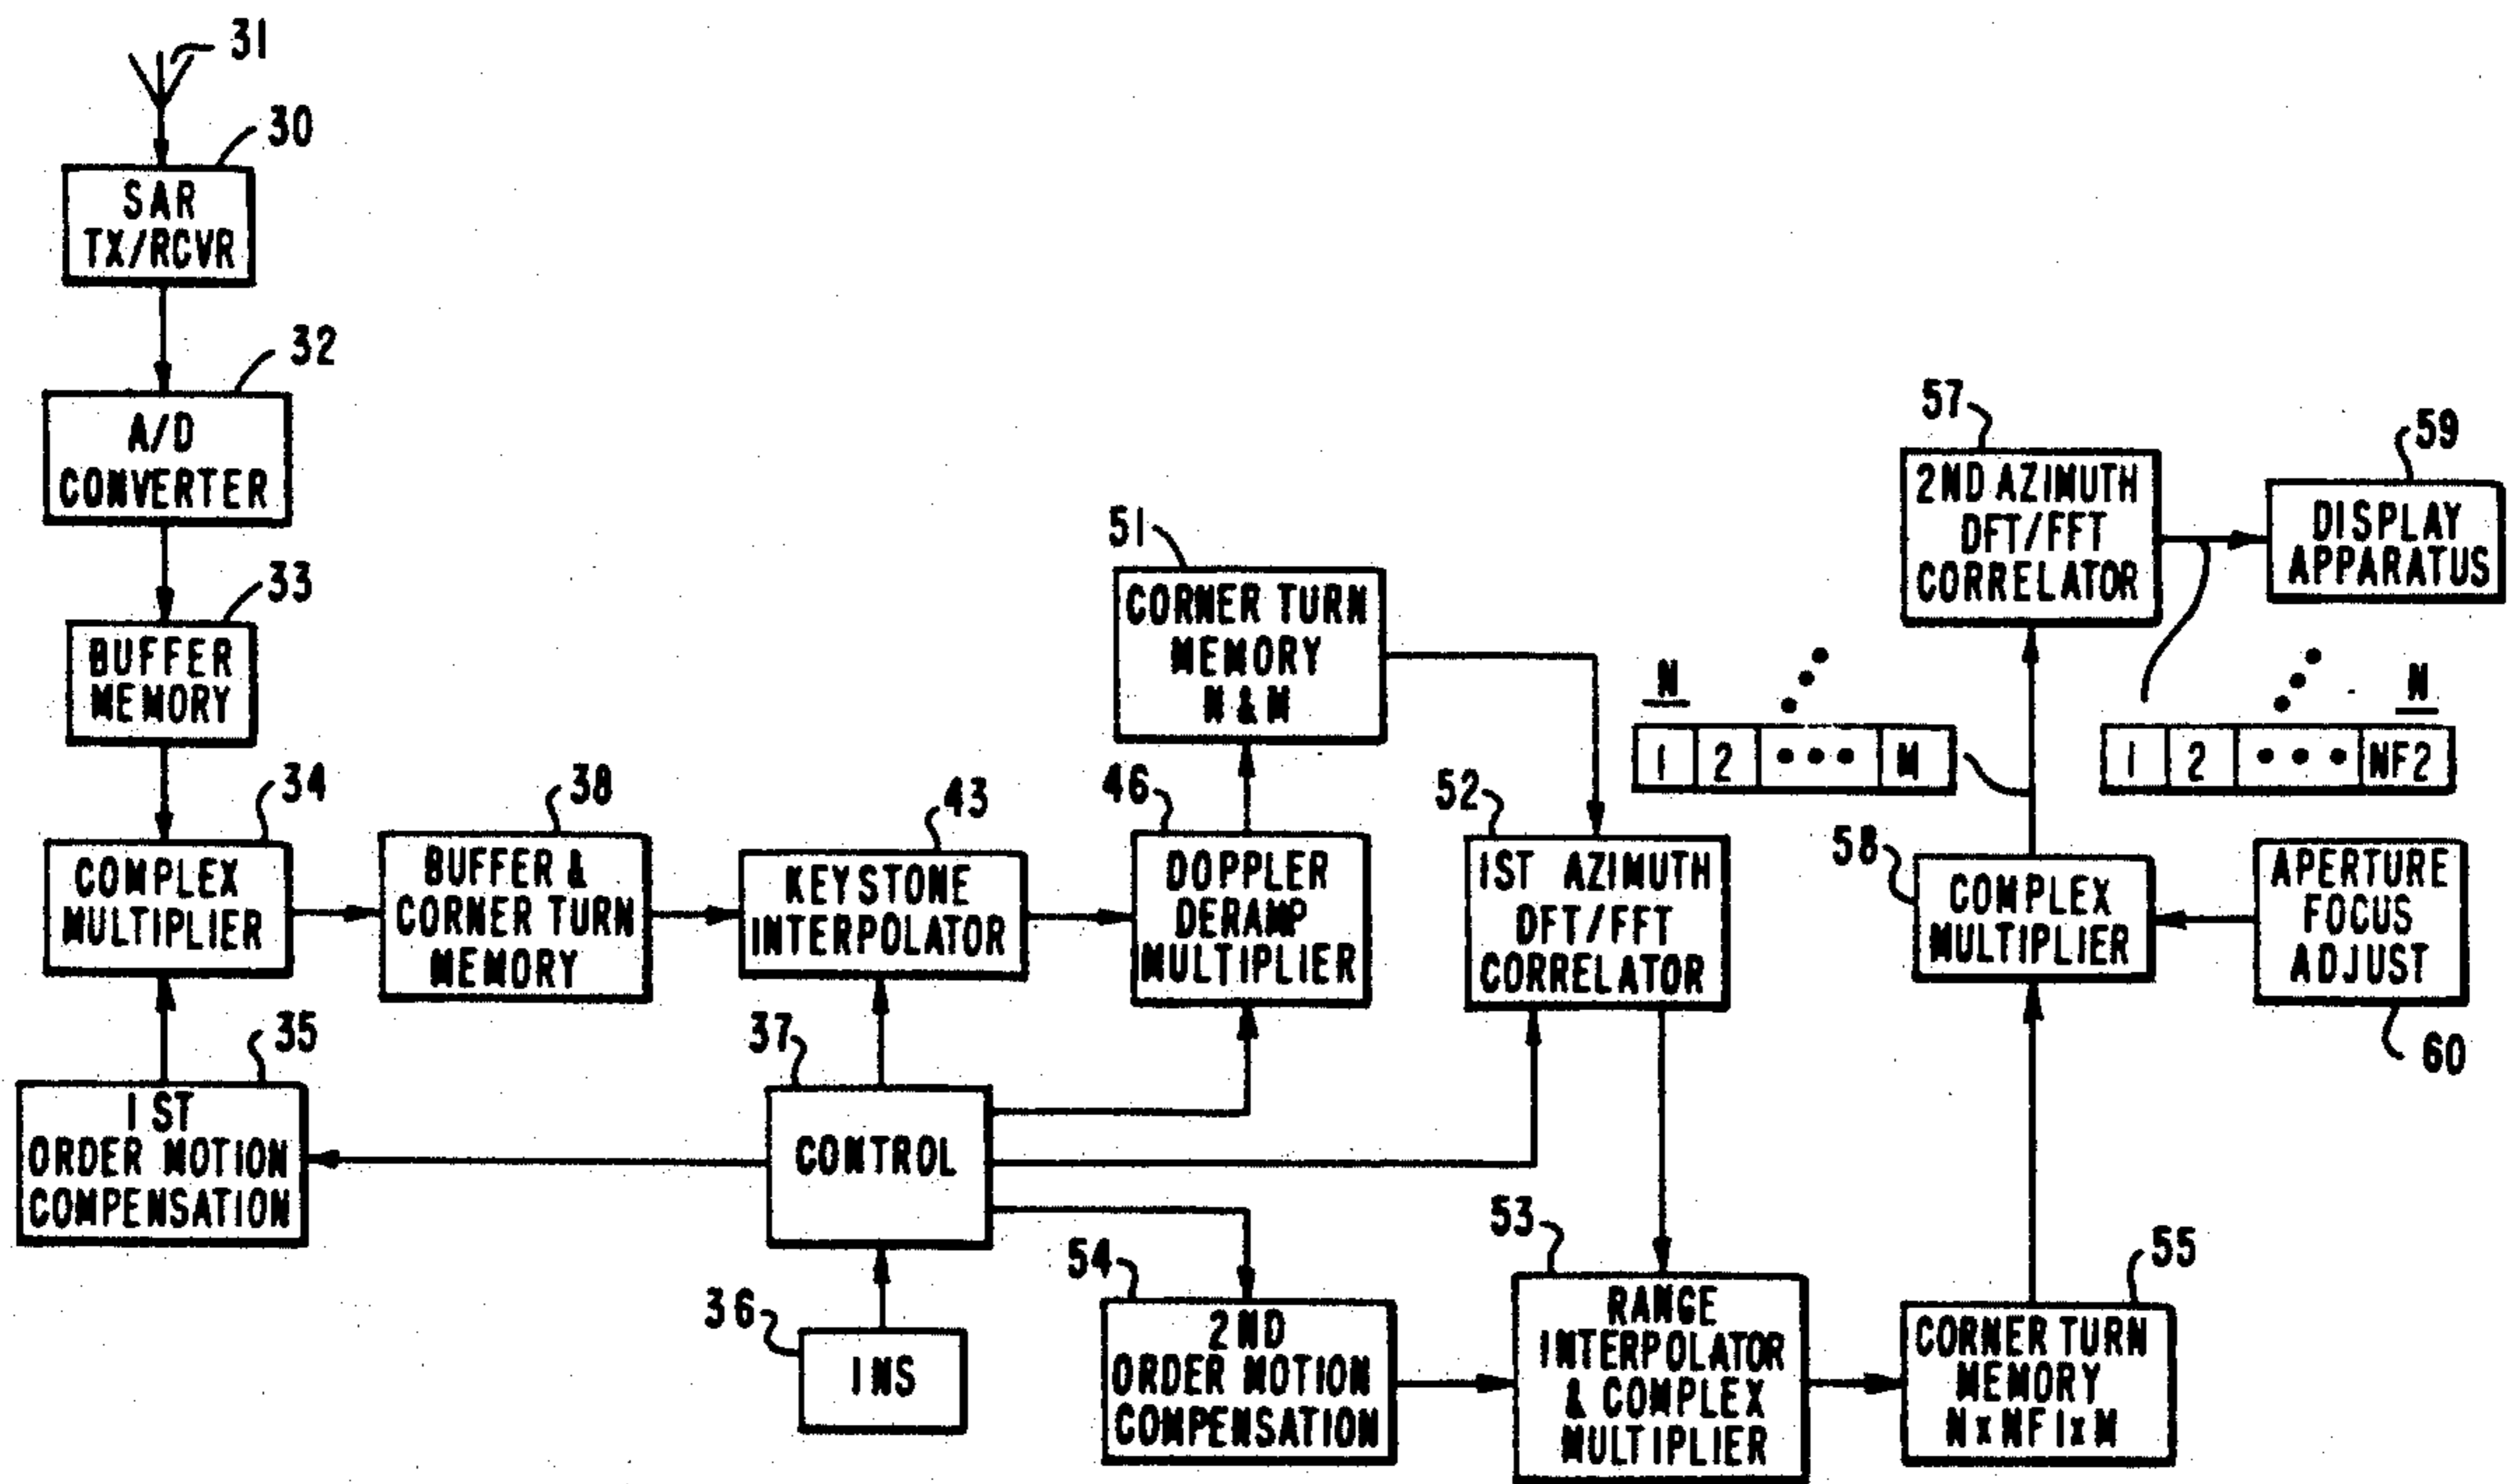 31
30
SAR
TX/RCVR
32
A/D
CONVERTER
33
BUFFER
MEMORY
34
COMPLEX
MULTIPLIER
35
1ST
ORDER MOTION
COMPENSATION
38
BUFFER &
CORNER TURN
MEMORY
43
KEYSTONE
INTERPOLATOR
37
CONTROL
36
INS
46
DOPPLER
DERAMP
MULTIPLIER
51
CORNER TURN
MEMORY
52
1ST AZIMUTH
DFT/FFT
CORRELATOR
54
2ND
ORDER MOTION
COMPENSATION
53
RANGE
INTERPOLATOR
& COMPLEX
MULTIPLIER
55
CORNER TURN
MEMORY
N x NF1 x M
58
COMPLEX
MULTIPLIER
APERTURE
FOCUS
ADJUST
60
N
1 2 • • • M
57
2ND AZIMUTH
DFT/FFT
CORRELATOR
N
1 2 • • • NF2
59
DISPLAY
APPARATUS